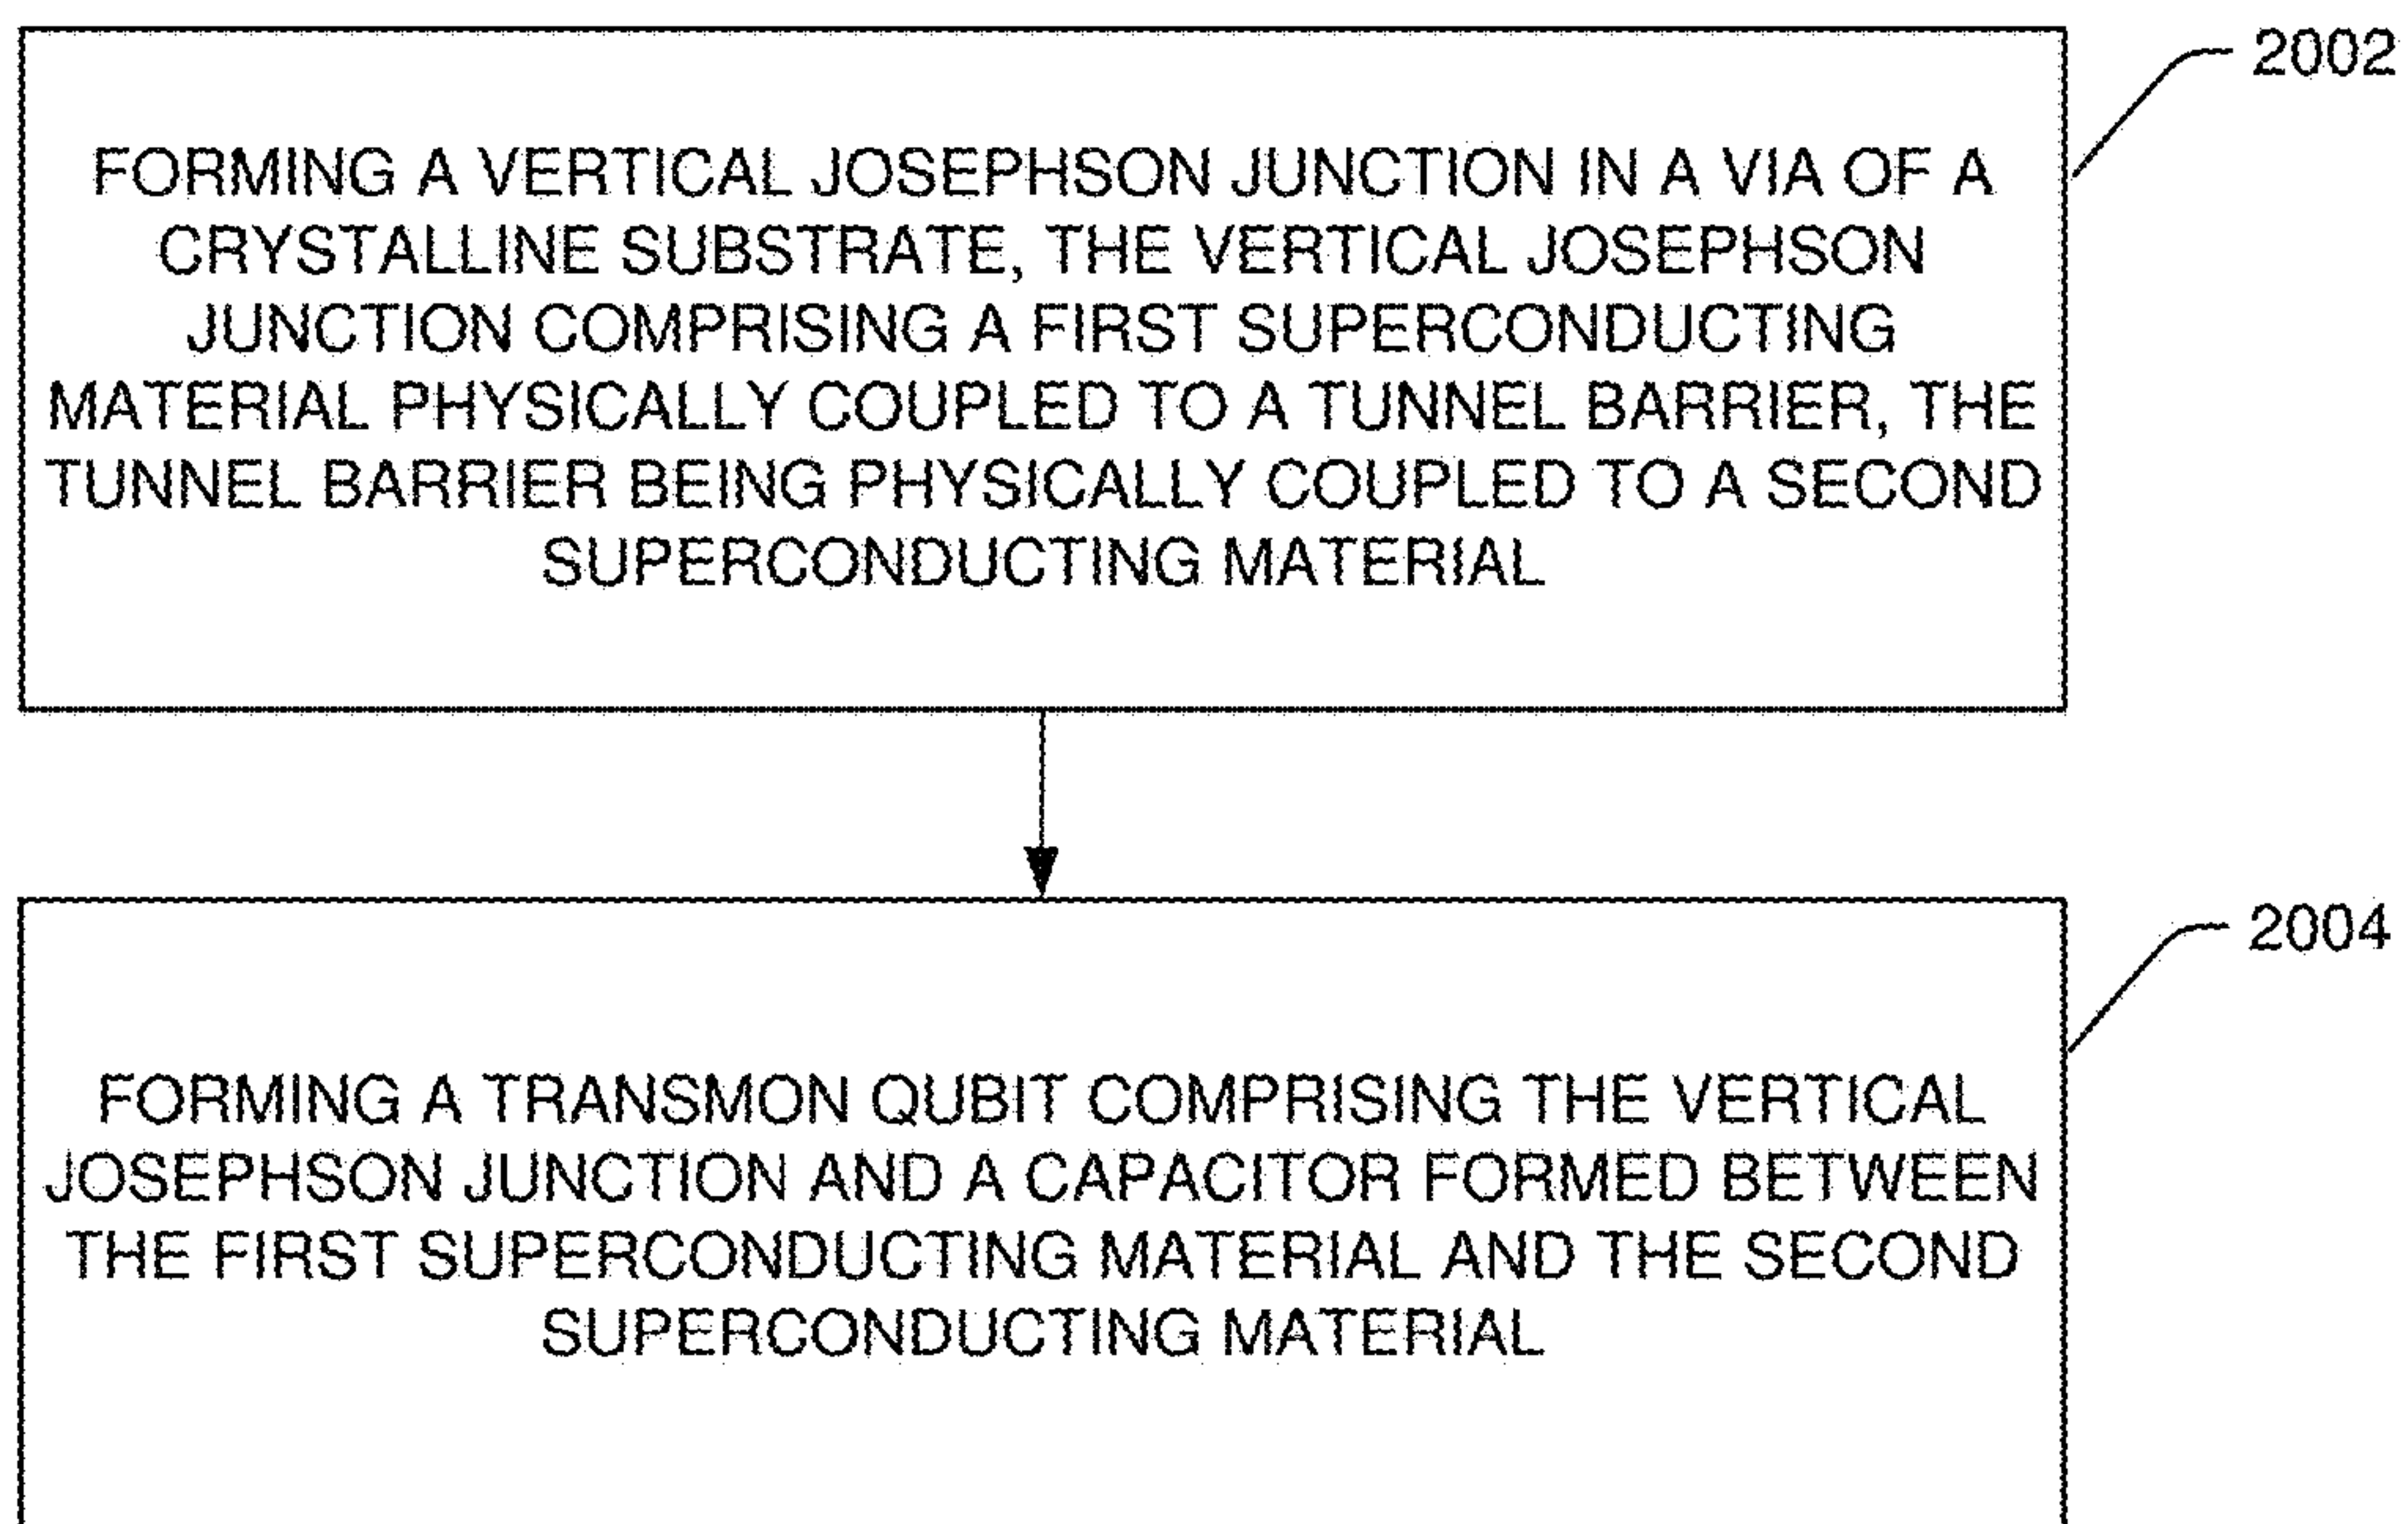 2002
FORMING A VERTICAL JOSEPHSON JUNCTION IN A VIA OF A
CRYSTALLINE SUBSTRATE, THE VERTICAL JOSEPHSON
JUNCTION COMPRISING A FIRST SUPERCONDUCTING
MATERIAL PHYSICALLY COUPLED TO A TUNNEL BARRIER, THE
TUNNEL BARRIER BEING PHYSICALLY COUPLED TO A SECOND
SUPERCONDUCTING MATERIAL
2004
FORMING A TRANSMON QUBIT COMPRISING THE VERTICAL
JOSEPHSON JUNCTION AND A CAPACITOR FORMED BETWEEN
THE FIRST SUPERCONDUCTING MATERIAL AND THE SECOND
SUPERCONDUCTING MATERIAL